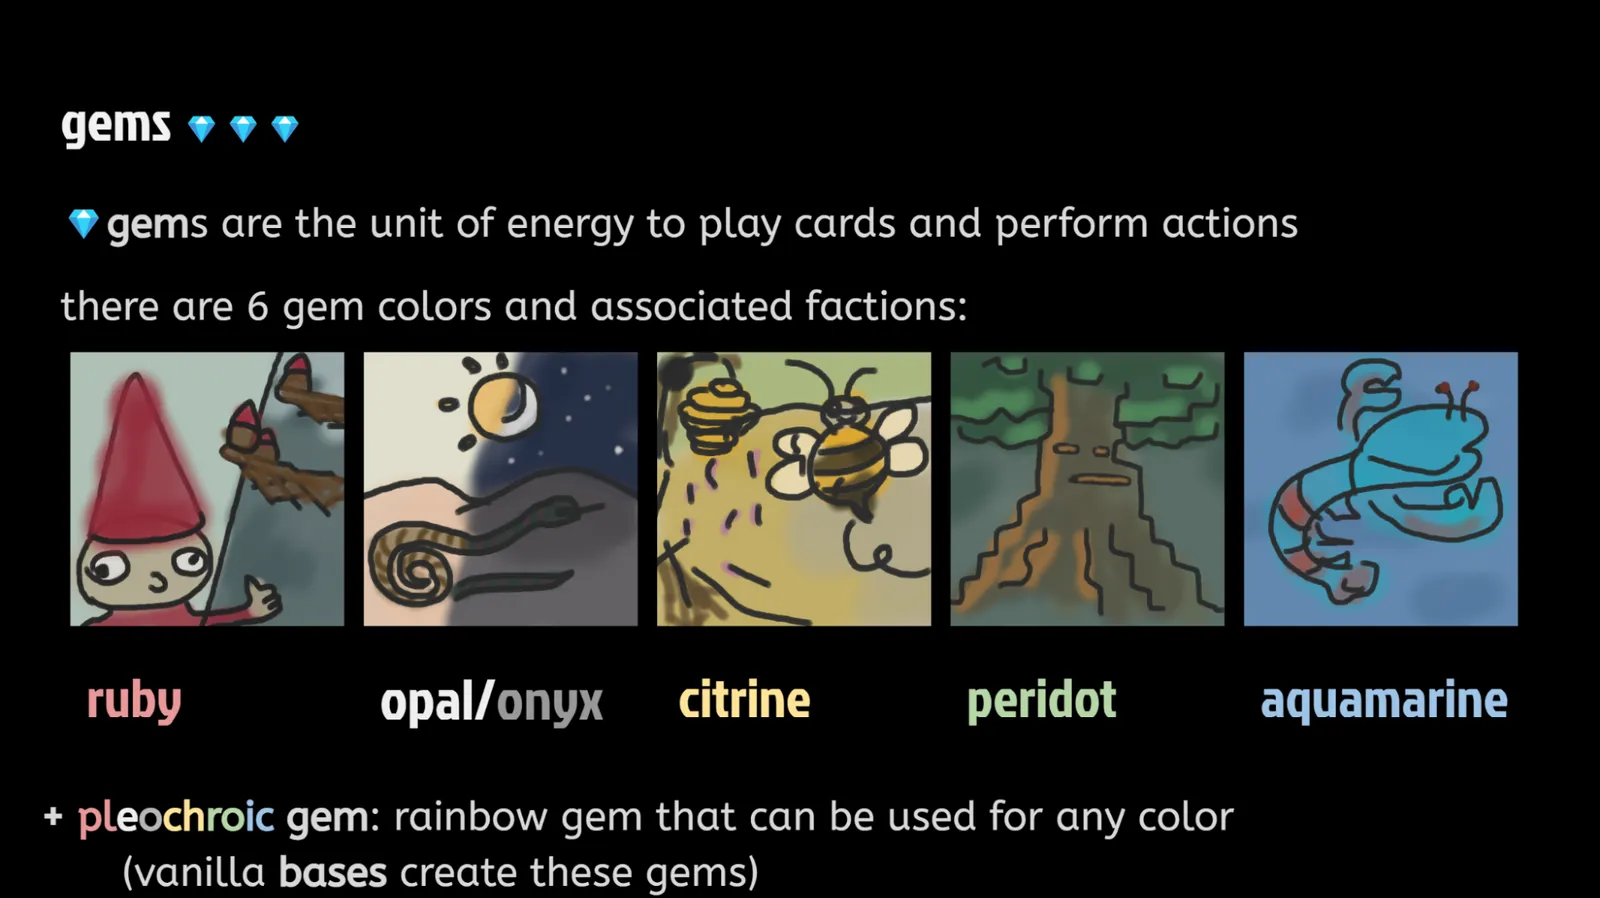 gems 💎 💎 💎
💎gems are the unit of energy to play cards and perform actions
there are 6 gem colors and associated factions:
ruby
opal/onyx
citrine
peridot
aquamarine
+ pleochroic gem: rainbow gem that can be used for any color
(vanilla bases create these gems)